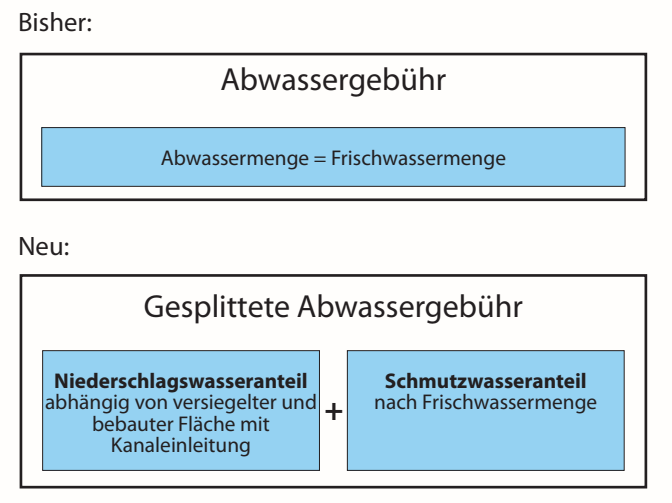 Bisher:
Abwassergebühr
Abwassermenge = Frischwassermenge
Neu:
Gesplittete Abwassergebühr
Niederschlagswasseranteil
abhängig von versiegelter und
bebauter Fläche mit
Kanaleinleitung
+
Schmutzwasseranteil
nach Frischwassermenge